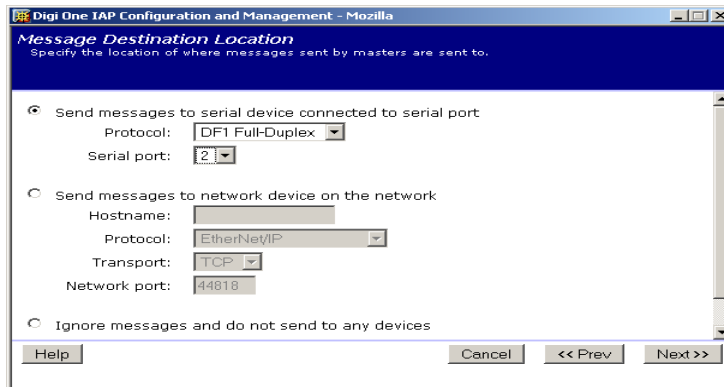 Digi One IAP Configuration and Management - Mozilla
Message Destination Location
Specify the location of where messages sent by masters are sent to.
Send messages to serial device connected to serial port
Protocol: DF1 Full-Duplex
Serial port: 2
Send messages to network device on the network
Hostname:
Protocol: EtherNet/IP
Transport: TCP
Network port: 44818
Ignore messages and do not send to any devices
Help Cancel << Prev Next >>